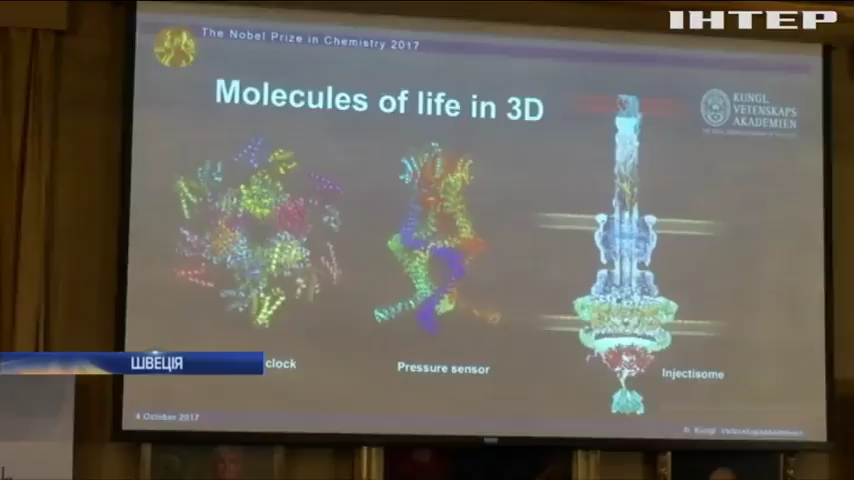 ІНТЕР
The Nobel Prize in Chemistry 2017
Molecules of life in 3D
KUNGL.
VETENSKAPS
AKADEMIEN
ШВЕЦІЯ
clock
Pressure sensor
Injectisome
4 October 2017